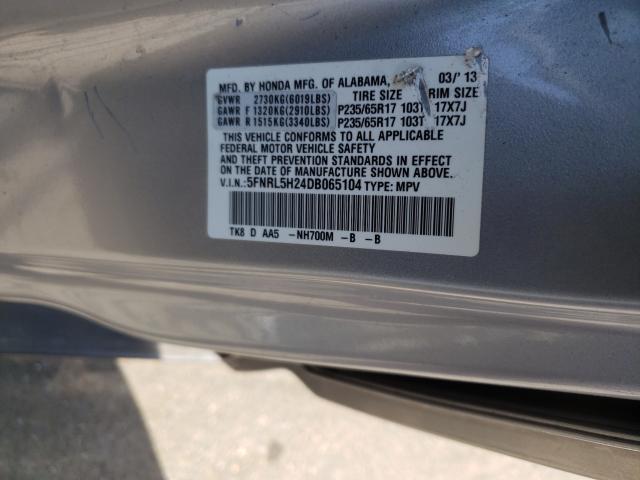 MFD. BY HONDA MFG. OF ALABAMA, 03/'13
GVWR 2730KG(6019LBS) TIRE SIZE RIM SIZE
GAWR F 1320KG(2910LBS) P235/65R17 103T 17X7J
GAWR R 1515KG(3340LBS) P235/65R17 103T 17X7J
THIS VEHICLE CONFORMS TO ALL APPLICABLE
FEDERAL MOTOR VEHICLE SAFETY
AND THEFT PREVENTION STANDARDS IN EFFECT
ON THE DATE OF MANUFACTURE SHOWN ABOVE.
V.I.N.:5FNRL5H24DB065104 TYPE: MPV
TK8 D AA5 -NH700M -B -B